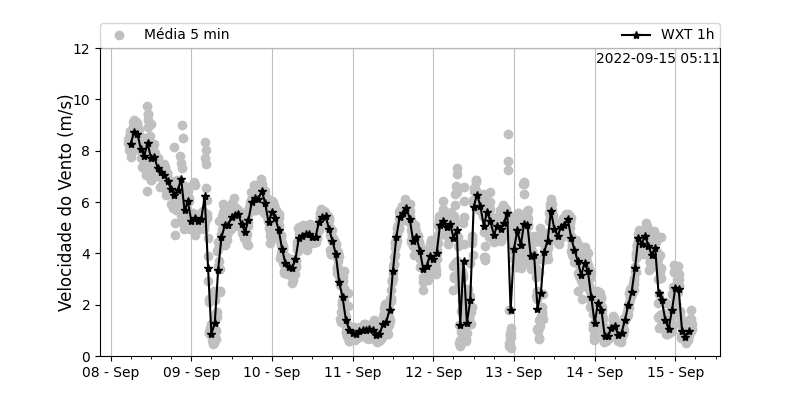 Média 5 min
WXT 1h
2022-09-15 05:11
Velocidade do Vento (m/s)
12
10
8
6
4
2
0
08 - Sep
09 - Sep
10 - Sep
11 - Sep
12 - Sep
13 - Sep
14 - Sep
15 - Sep